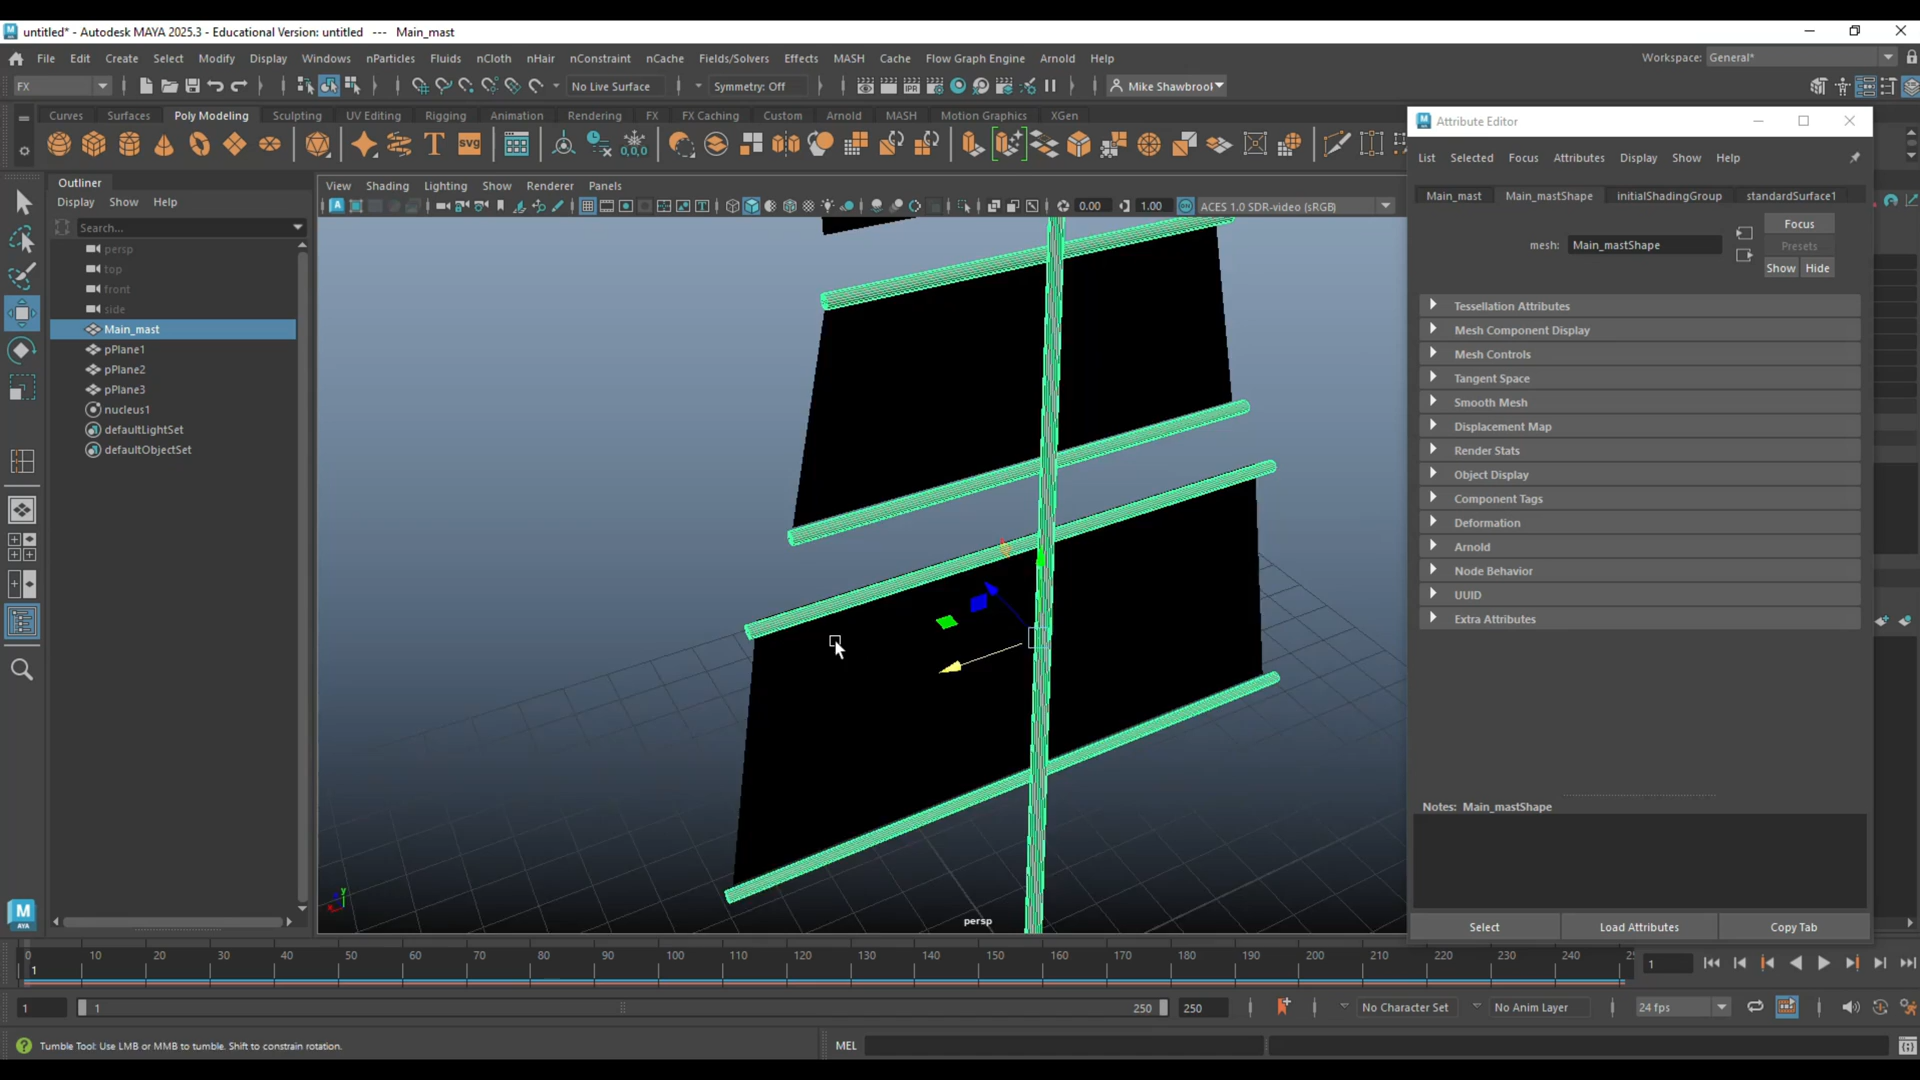 untitled* - Autodesk MAYA 2025.3 - Educational Version: untitled --- Main_mast
File Edit Create Select Modify Display Windows nParticles Fluids nCloth nHair nConstraint nCache Fields/Solvers Effects MASH Cache Flow Graph Engine Arnold Help
Workspace: General*
FX No Live Surface Symmetry: Off IPR Mike Shawbrool
Curves Surfaces Poly Modeling Sculpting UV Editing Rigging Animation Rendering FX FX Caching Custom Arnold MASH Motion Graphics XGen
T SVG 0,0,0
Attribute Editor
List Selected Focus Attributes Display Show Help
Outliner
Display Show Help
View Shading Lighting Show Renderer Panels
0.00 1.00 ACES 1.0 SDR-video (sRGB)
Main_mast Main_mastShape initialShadingGroup standardSurface1
Search...
persp
top
front
side
Main_mast
pPlane1
pPlane2
pPlane3
nucleus1
defaultLightSet
defaultObjectSet
Focus
mesh: Main_mastShape
Presets
Show Hide
Tessellation Attributes
Mesh Component Display
Mesh Controls
Tangent Space
Smooth Mesh
Displacement Map
Render Stats
Object Display
Component Tags
Deformation
Arnold
Node Behavior
UUID
Extra Attributes
Notes: Main_mastShape
Select Load Attributes Copy Tab
y
persp
M
AYA
0 10 20 30 40 50 60 70 80 90 100 110 120 130 140 150 160 170 180 190 200 210 220 230 240
1
1
1 1 250 250 No Character Set No Anim Layer 24 fps
Tumble Tool: Use LMB or MMB to tumble. Shift to constrain rotation.
MEL